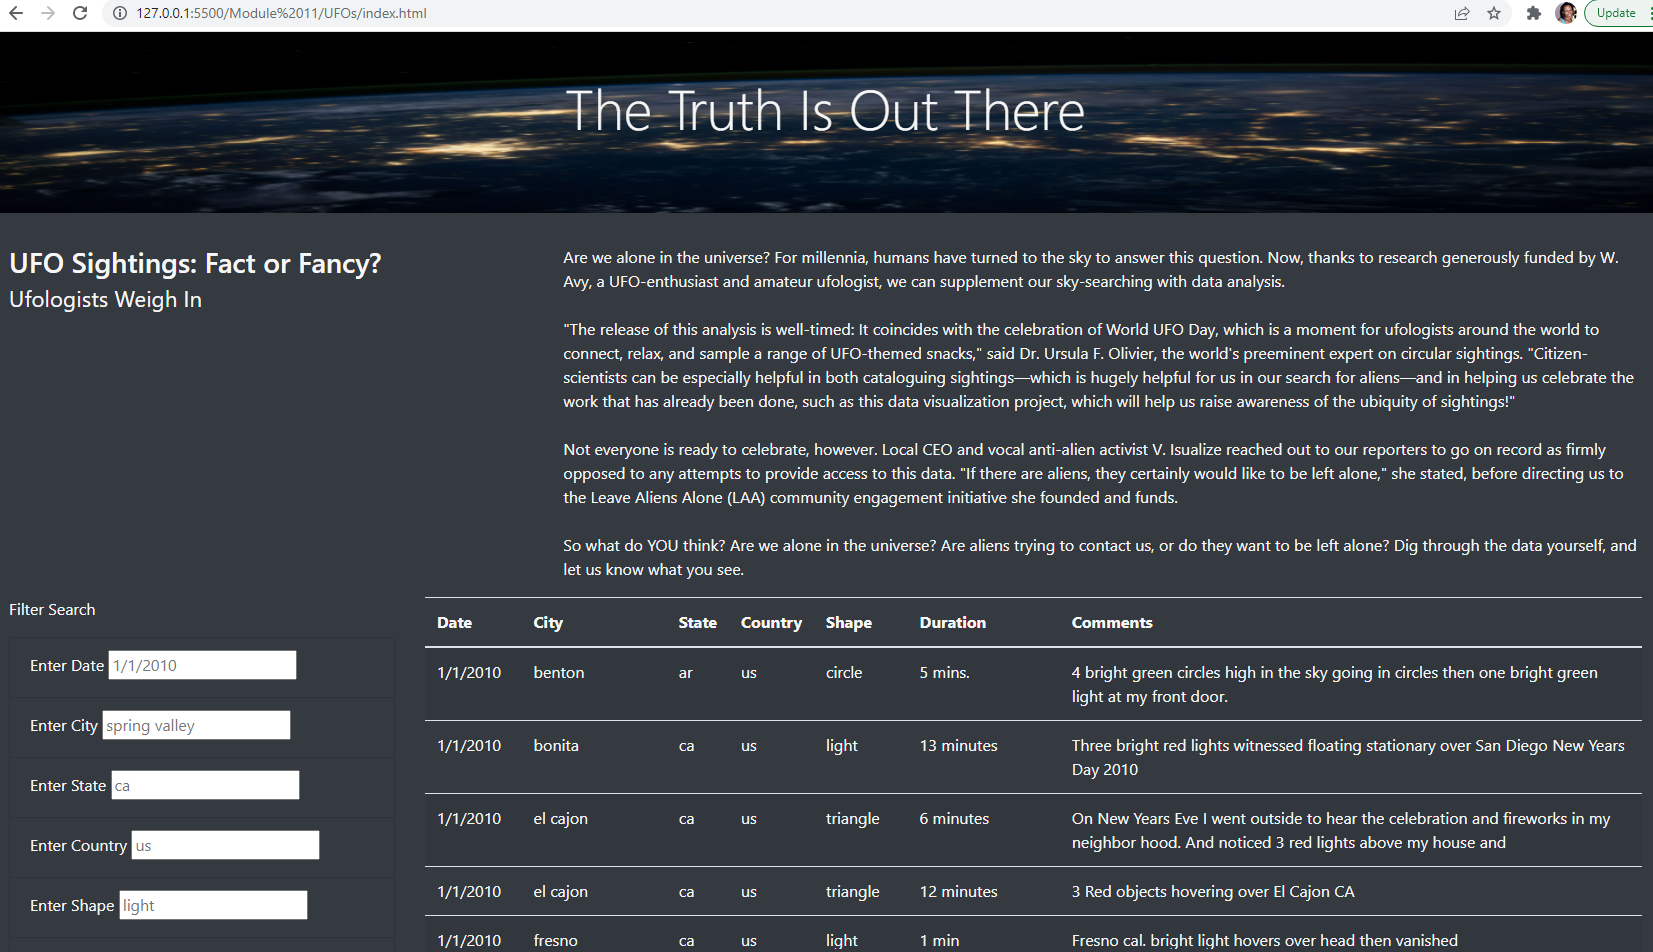 127.0.0.1:5500/Module%2011/UFOs/index.html
Update
The Truth Is Out There
UFO Sightings: Fact or Fancy?
Ufologists Weigh In
Are we alone in the universe? For millennia, humans have turned to the sky to answer this question. Now, thanks to research generously funded by W.
Avy, a UFO-enthusiast and amateur ufologist, we can supplement our sky-searching with data analysis.
"The release of this analysis is well-timed: It coincides with the celebration of World UFO Day, which is a moment for ufologists around the world to
connect, relax, and sample a range of UFO-themed snacks," said Dr. Ursula F. Olivier, the world's preeminent expert on circular sightings. "Citizen-
scientists can be especially helpful in both cataloguing sightings—which is hugely helpful for us in our search for aliens—and in helping us celebrate the
work that has already been done, such as this data visualization project, which will help us raise awareness of the ubiquity of sightings!"
Not everyone is ready to celebrate, however. Local CEO and vocal anti-alien activist V. Isualize reached out to our reporters to go on record as firmly
opposed to any attempts to provide access to this data. "If there are aliens, they certainly would like to be left alone," she stated, before directing us to
the Leave Aliens Alone (LAA) community engagement initiative she founded and funds.
So what do YOU think? Are we alone in the universe? Are aliens trying to contact us, or do they want to be left alone? Dig through the data yourself, and
let us know what you see.
Filter Search
Enter Date 1/1/2010
Enter City spring valley
Enter State ca
Enter Country us
Enter Shape light
Date City State Country Shape Duration Comments
1/1/2010 benton ar us circle 5 mins. 4 bright green circles high in the sky going in circles then one bright green
light at my front door.
1/1/2010 bonita ca us light 13 minutes Three bright red lights witnessed floating stationary over San Diego New Years
Day 2010
1/1/2010 el cajon ca us triangle 6 minutes On New Years Eve I went outside to hear the celebration and fireworks in my
neighbor hood. And noticed 3 red lights above my house and
1/1/2010 el cajon ca us triangle 12 minutes 3 Red objects hovering over El Cajon CA
1/1/2010 fresno ca us light 1 min Fresno cal. bright light hovers over head then vanished